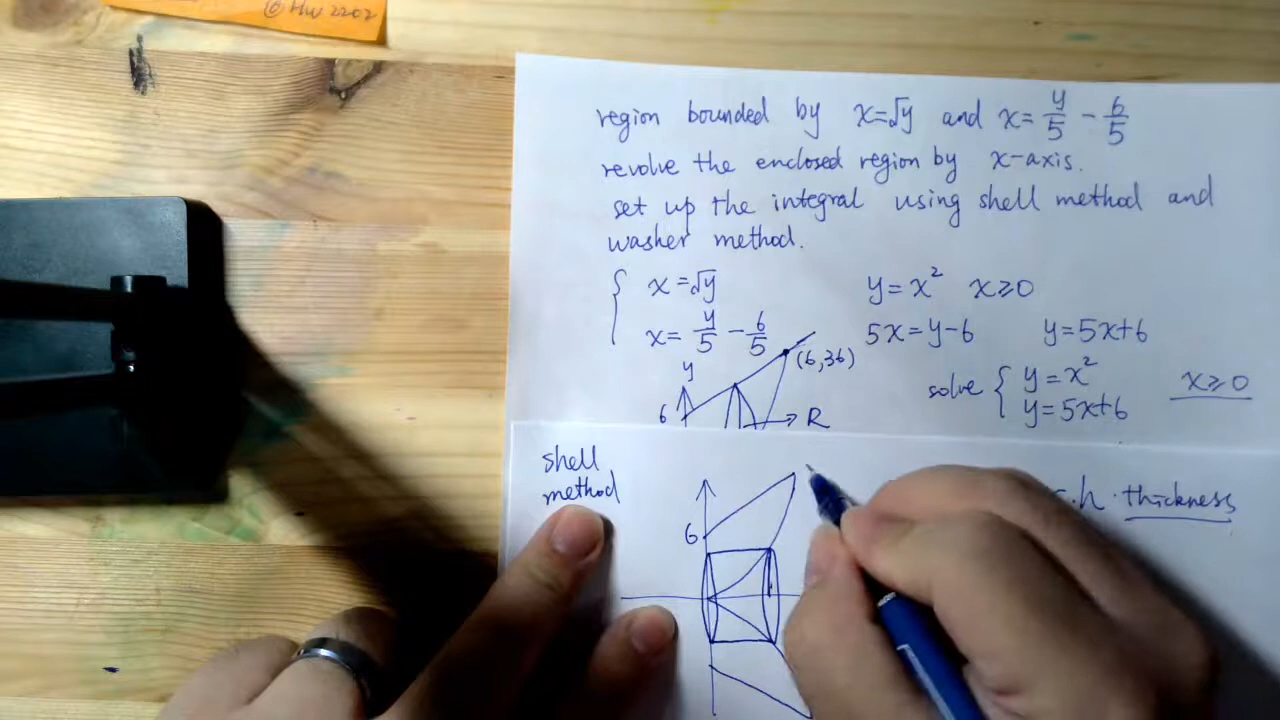 @ HW 2202
region bounded by x=√y and x= y/5 - 6/5
revolve the enclosed region by x-axis.
set up the integral using shell method and
washer method.
{ x=√y    y=x²  x≥0
x= y/5 - 6/5    5x=y-6    y=5x+6
y    (6,36)    solve { y=x²    x≥0
6    R    y=5x+6
shell
method
h · thickness
6